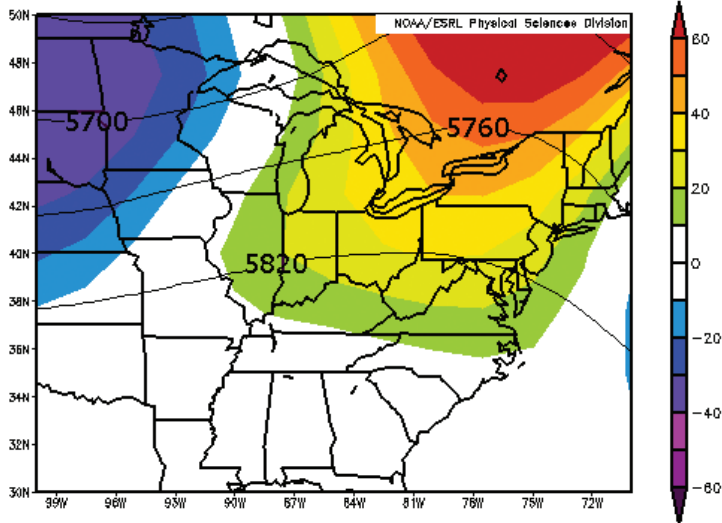 NOAA/ESRL Physical Sciences Division
50N
48N
46N
44N
42N
40N
38N
36N
34N
32N
30N
5700
5760
5820
99W 96W 93W 90W 87W 84W 81W 78W 75W 72W
60
40
20
0
-20
-40
-60